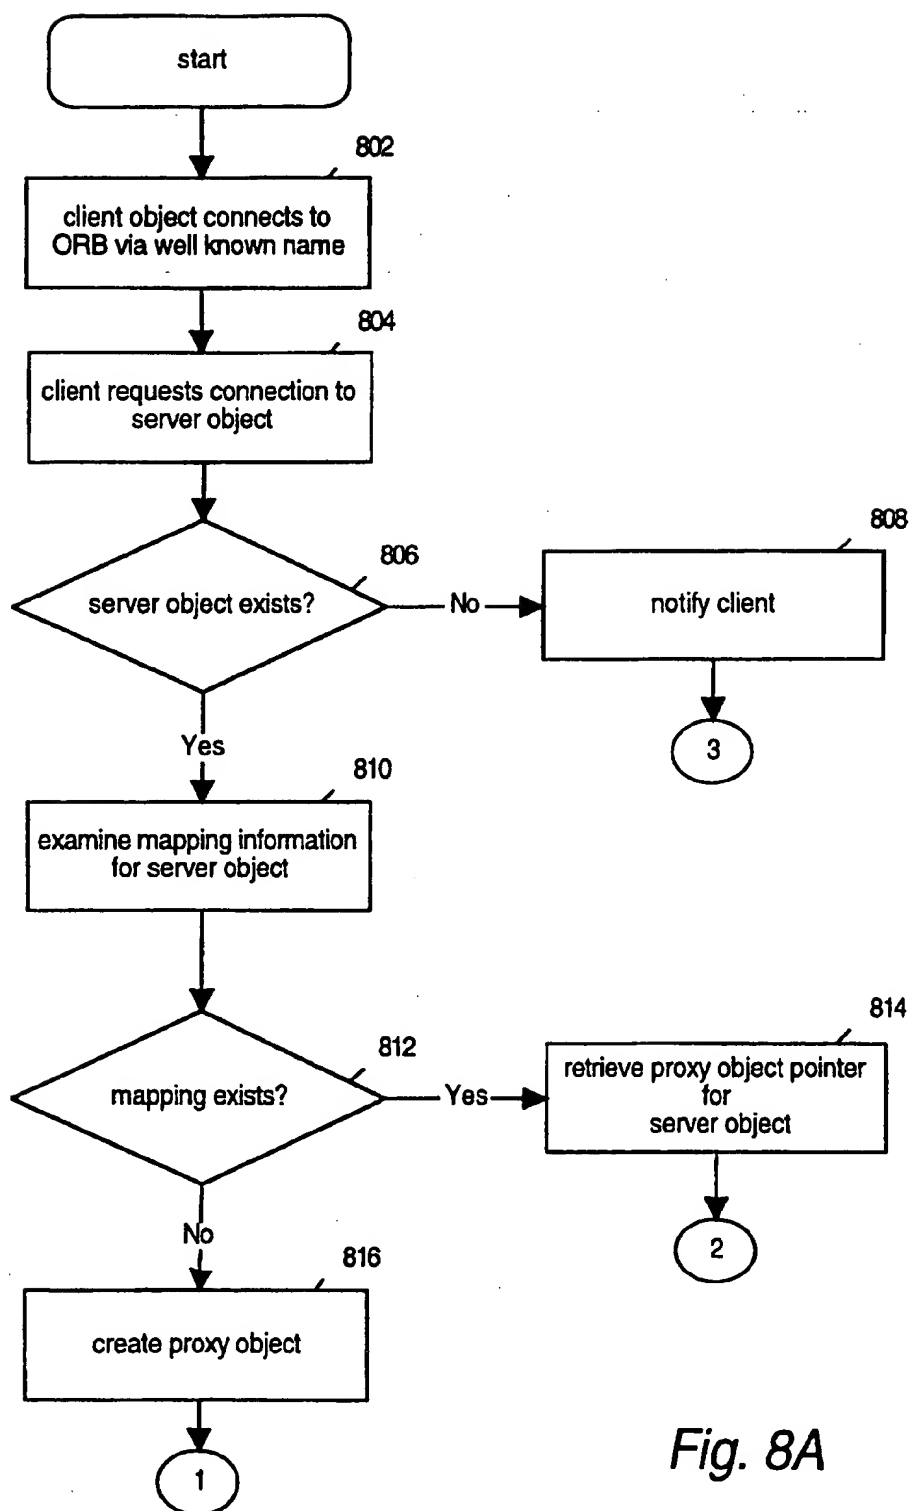 start
802
client object connects to
ORB via well known name
804
client requests connection to
server object
806
server object exists?
No
808
notify client
3
Yes
810
examine mapping information
for server object
812
mapping exists?
Yes
814
retrieve proxy object pointer
for
server object
2
No
816
create proxy object
1
Fig. 8A